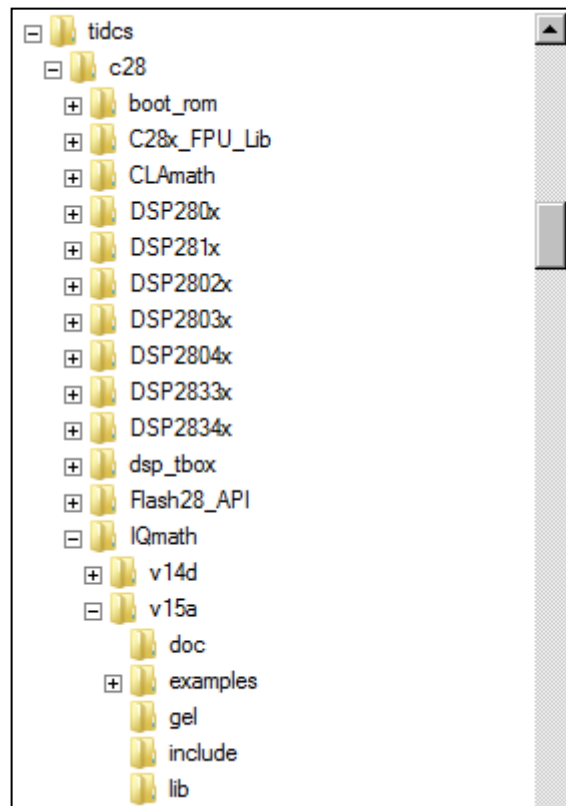 tidcs
c28
boot_rom
C28x_FPU_Lib
CLAmath
DSP280x
DSP281x
DSP2802x
DSP2803x
DSP2804x
DSP2833x
DSP2834x
dsp_tbox
Flash28_API
IQmath
v14d
v15a
doc
examples
gel
include
lib